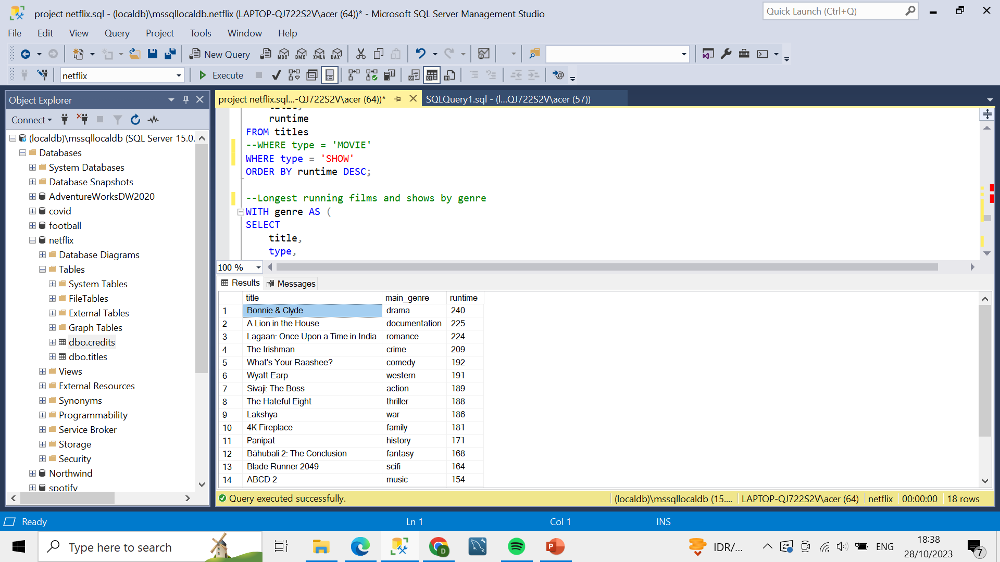 project netflix.sql - (localdb)\mssqllocaldb.netflix (LAPTOP-QJ722S2V\acer (64))* - Microsoft SQL Server Management Studio
Quick Launch (Ctrl+Q)
File Edit View Query Project Tools Window Help
New Query MDX DMX XMLA DAX
netflix Execute
Object Explorer
Connect
(localdb)\mssqllocaldb (SQL Server 15.0.
Databases
System Databases
Database Snapshots
AdventureWorksDW2020
covid
football
netflix
Database Diagrams
Tables
System Tables
FileTables
External Tables
Graph Tables
dbo.credits
dbo.titles
Views
External Resources
Synonyms
Programmability
Service Broker
Storage
Security
Northwind
spotify
project netflix.sql...-QJ722S2V\acer (64))* SQLQuery1.sql - (l...QJ722S2V\acer (57))
title,
runtime
FROM titles
--WHERE type = 'MOVIE'
WHERE type = 'SHOW'
ORDER BY runtime DESC;
--Longest running films and shows by genre
WITH genre AS (
SELECT
title,
type,
100 %
Results Messages
title main_genre runtime
1 Bonnie & Clyde drama 240
2 A Lion in the House documentation 225
3 Lagaan: Once Upon a Time in India romance 224
4 The Irishman crime 209
5 What's Your Raashee? comedy 192
6 Wyatt Earp western 191
7 Sivaji: The Boss action 189
8 The Hateful Eight thriller 188
9 Lakshya war 186
10 4K Fireplace family 181
11 Panipat history 171
12 Bāhubali 2: The Conclusion fantasy 168
13 Blade Runner 2049 scifi 164
14 ABCD 2 music 154
Query executed successfully. (localdb)\mssqllocaldb (15.... LAPTOP-QJ722S2V\acer (64) netflix 00:00:00 18 rows
Ready Ln 1 Col 1 INS
Type here to search
D
P
IDR/...
ENG
18:38
28/10/2023
7